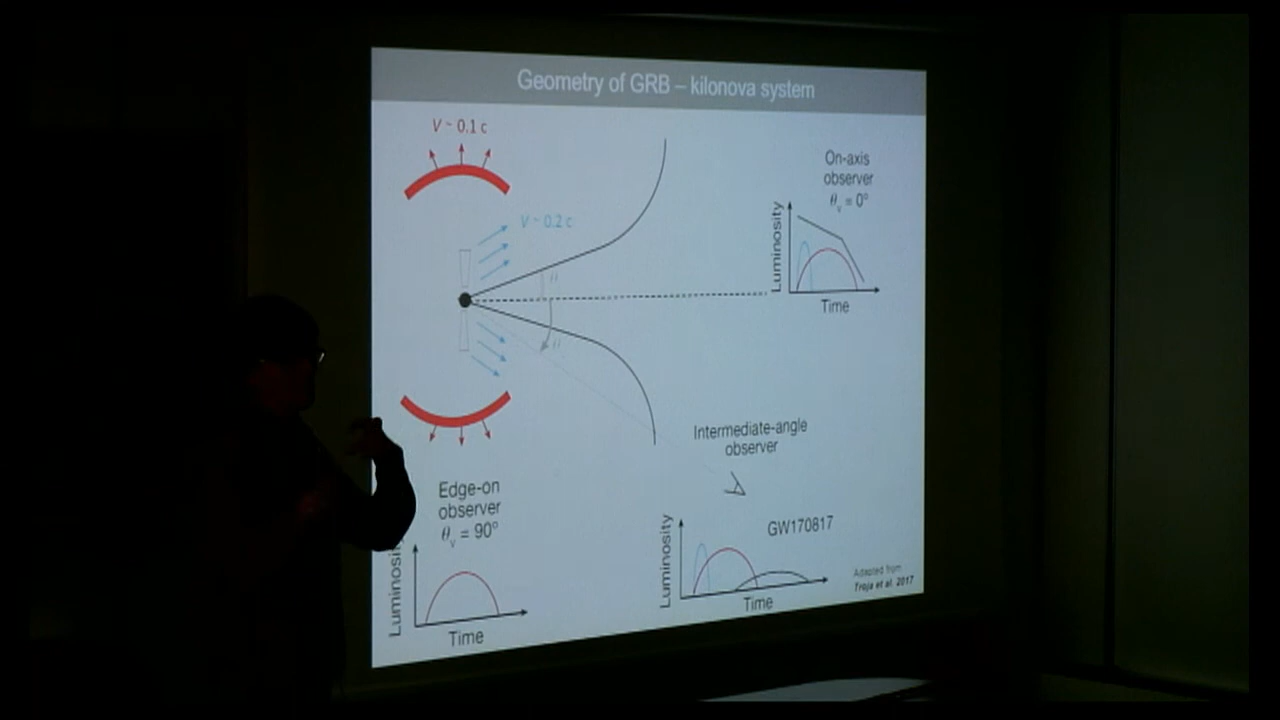 Geometry of GRB – kilonova system
V ~ 0.1 c
V ~ 0.2 c
On-axis
observer
θv = 0°
Luminosity
Time
Intermediate-angle
observer
Edge-on
observer
θv = 90°
Luminosity
Time
GW170817
Luminosity
Time
Adapted from
Troja et al. 2017